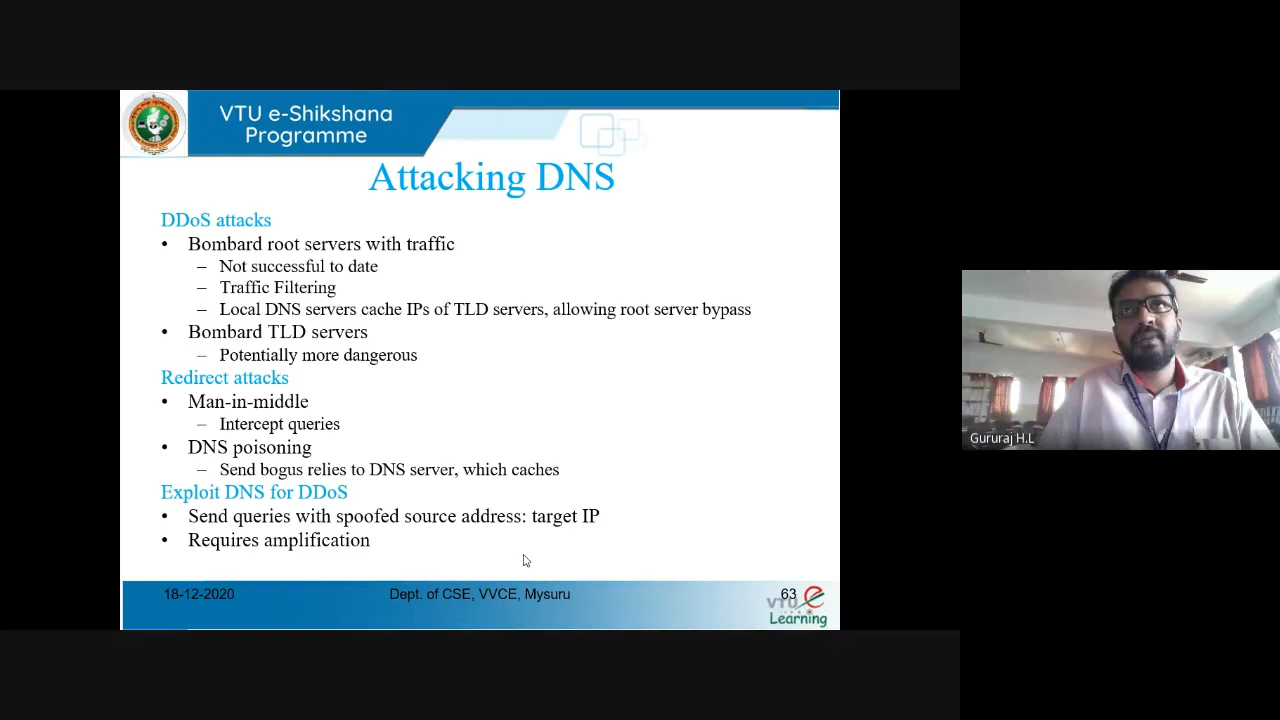 VTU e-Shikshana
Programme
Attacking DNS
DDoS attacks
• Bombard root servers with traffic
– Not successful to date
– Traffic Filtering
– Local DNS servers cache IPs of TLD servers, allowing root server bypass
• Bombard TLD servers
– Potentially more dangerous
Redirect attacks
• Man-in-middle
– Intercept queries
• DNS poisoning
– Send bogus relies to DNS server, which caches
Exploit DNS for DDoS
• Send queries with spoofed source address: target IP
• Requires amplification
18-12-2020
Dept. of CSE, VVCE, Mysuru
63
VTU e
Learning
Gururaj H.L